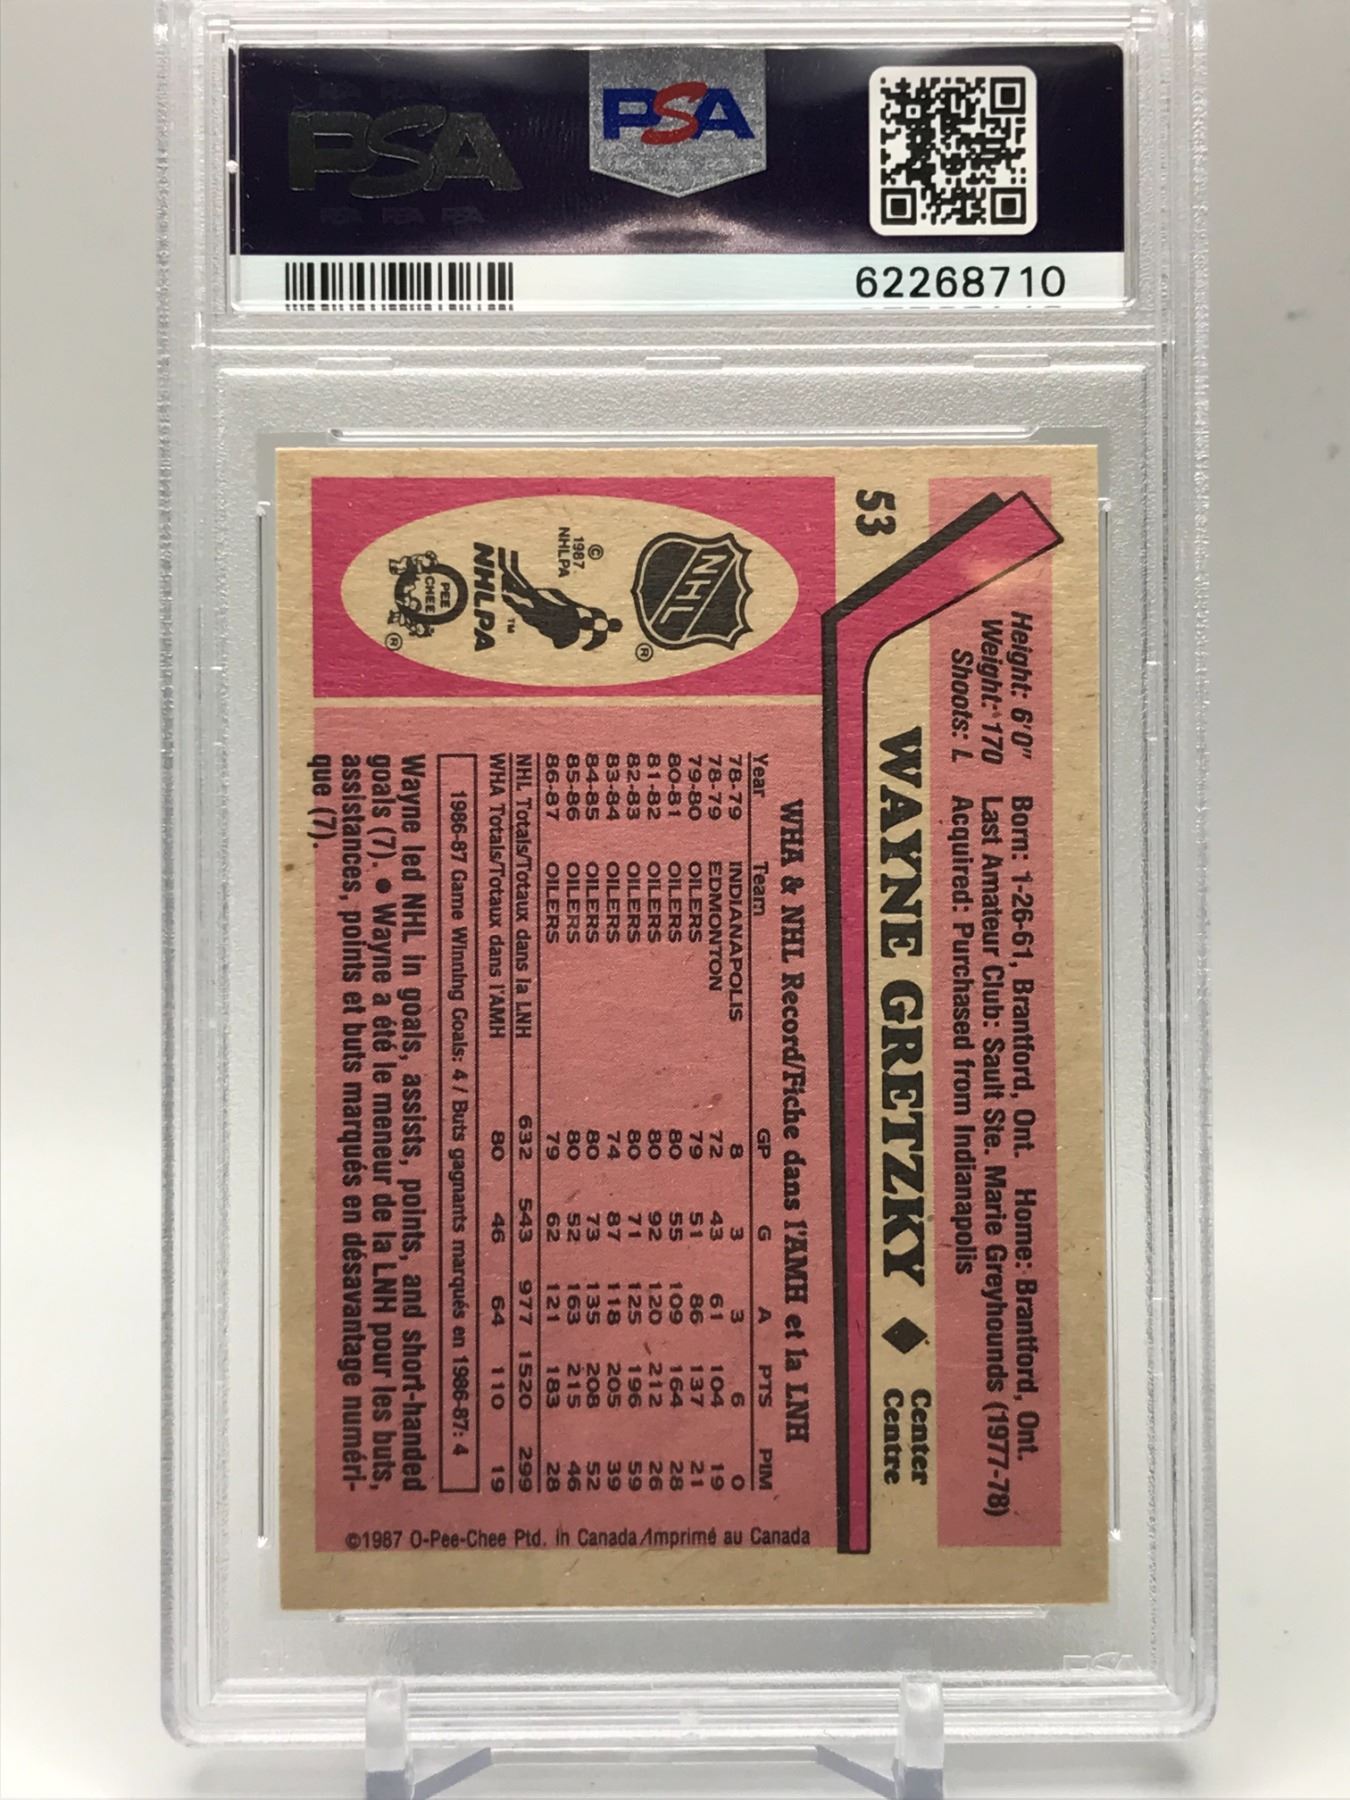 PSA
PSA
62268710
53
Height: 6'0" Born: 1-26-61, Brantford, Ont. Home: Brantford, Ont.
Weight: 170 Last Amateur Club: Sault Ste. Marie Greyhounds (1977-78)
Shoots: L Acquired: Purchased from Indianapolis
WAYNE GRETZKY ◆ Center
Centre
NHL ®
© 1987 NHLPA
NHLPA ™
O PEE CHEE ®
WHA & NHL Record/Fiche dans l'AMH et la LNH
Year Team GP G A PTS PIM
78-79 INDIANAPOLIS 8 3 3 6 0
78-79 EDMONTON 72 43 61 104 19
79-80 OILERS 79 51 86 137 21
80-81 OILERS 80 55 109 164 28
81-82 OILERS 80 92 120 212 26
82-83 OILERS 80 71 125 196 59
83-84 OILERS 74 87 118 205 39
84-85 OILERS 80 73 135 208 52
85-86 OILERS 80 52 163 215 46
86-87 OILERS 79 62 121 183 28
NHL Totals/Totaux dans la LNH 632 543 977 1520 299
WHA Totals/Totaux dans l'AMH 80 46 64 110 19
1986-87 Game Winning Goals: 4 / Buts gagnants marqués en 1986-87: 4
Wayne led NHL in goals, assists, points, and short-handed
goals (7). ● Wayne a été le meneur de la LNH pour les buts,
assistances, points et buts marqués en désavantage numéri-
que (7).
©1987 O-Pee-Chee Ptd. in Canada/Imprimé au Canada
PSA